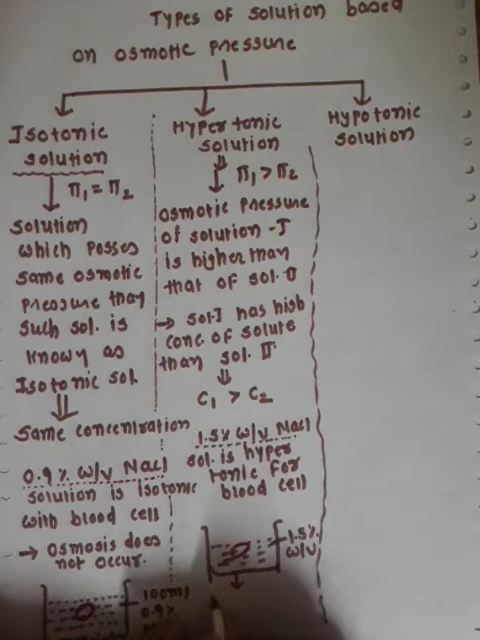 Types of solution based
on osmotic pressure
Isotonic
solution
π₁ = π₂
Solution
which posses
same osmotic
pressure than
such sol. is
known as
Isotonic sol.
Same concentration
0.9% W/V Nacl
solution is Isotonic
with blood cell
→ Osmosis does
not occur.
0.9%
Hypertonic
solution
π₁ > π₂
osmotic pressure
of solution -I
is higher than
that of sol.II
→ Sol.I has high
conc. of solute
than sol. II
C₁ > C₂
1.5% W/V Nacl
sol. is hyper
tonic for
blood cell
1.5%
W/V
Hypotonic
solution